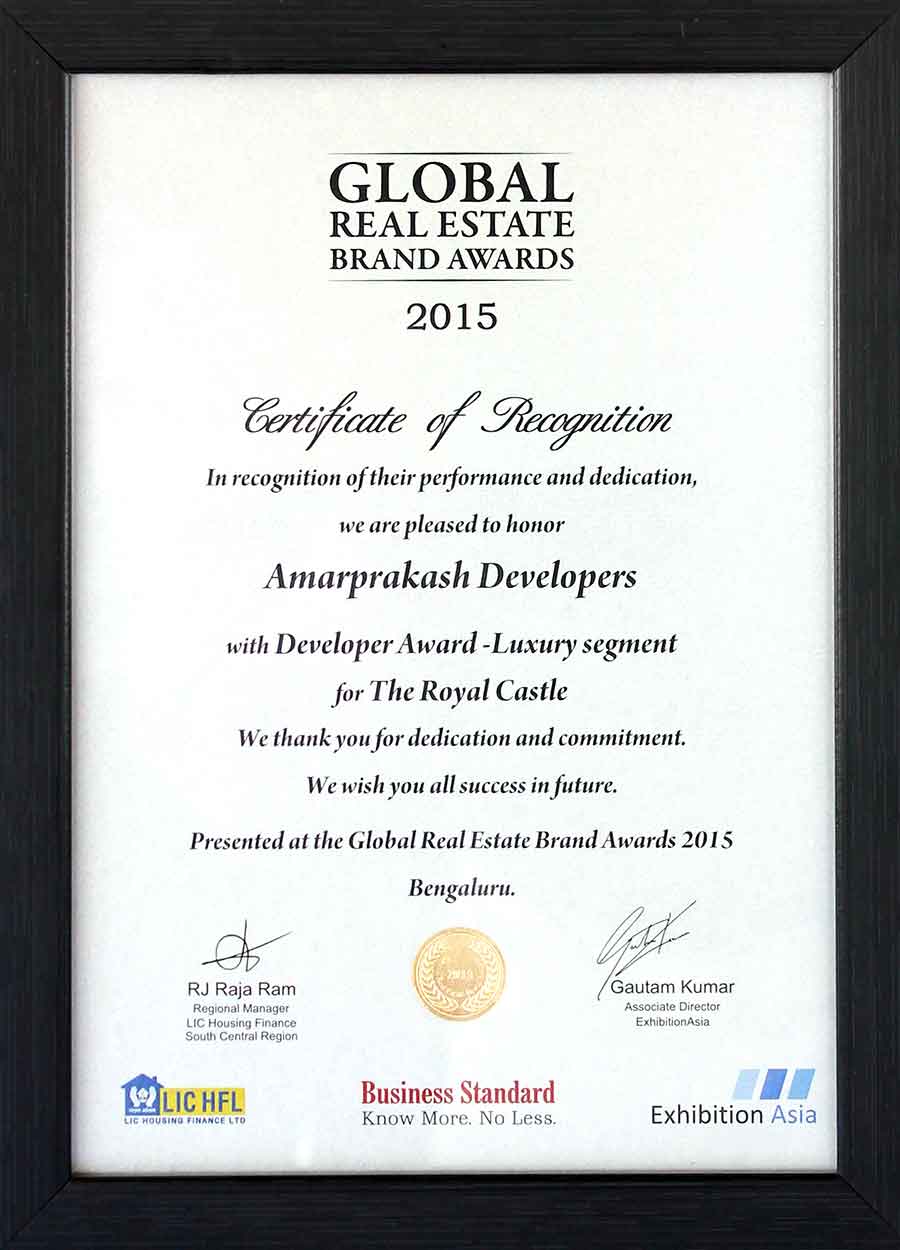 GLOBAL
REAL ESTATE
BRAND AWARDS
2015
Certificate of Recognition
In recognition of their performance and dedication,
we are pleased to honor
Amarprakash Developers
with Developer Award -Luxury segment
for The Royal Castle
We thank you for dedication and commitment.
We wish you all success in future.
Presented at the Global Real Estate Brand Awards 2015
Bengaluru.
RJ Raja Ram
Regional Manager
LIC Housing Finance
South Central Region
Gautam Kumar
Associate Director
ExhibitionAsia
LIC HFL
LIC HOUSING FINANCE LTD
Business Standard
Know More. No Less.
Exhibition Asia